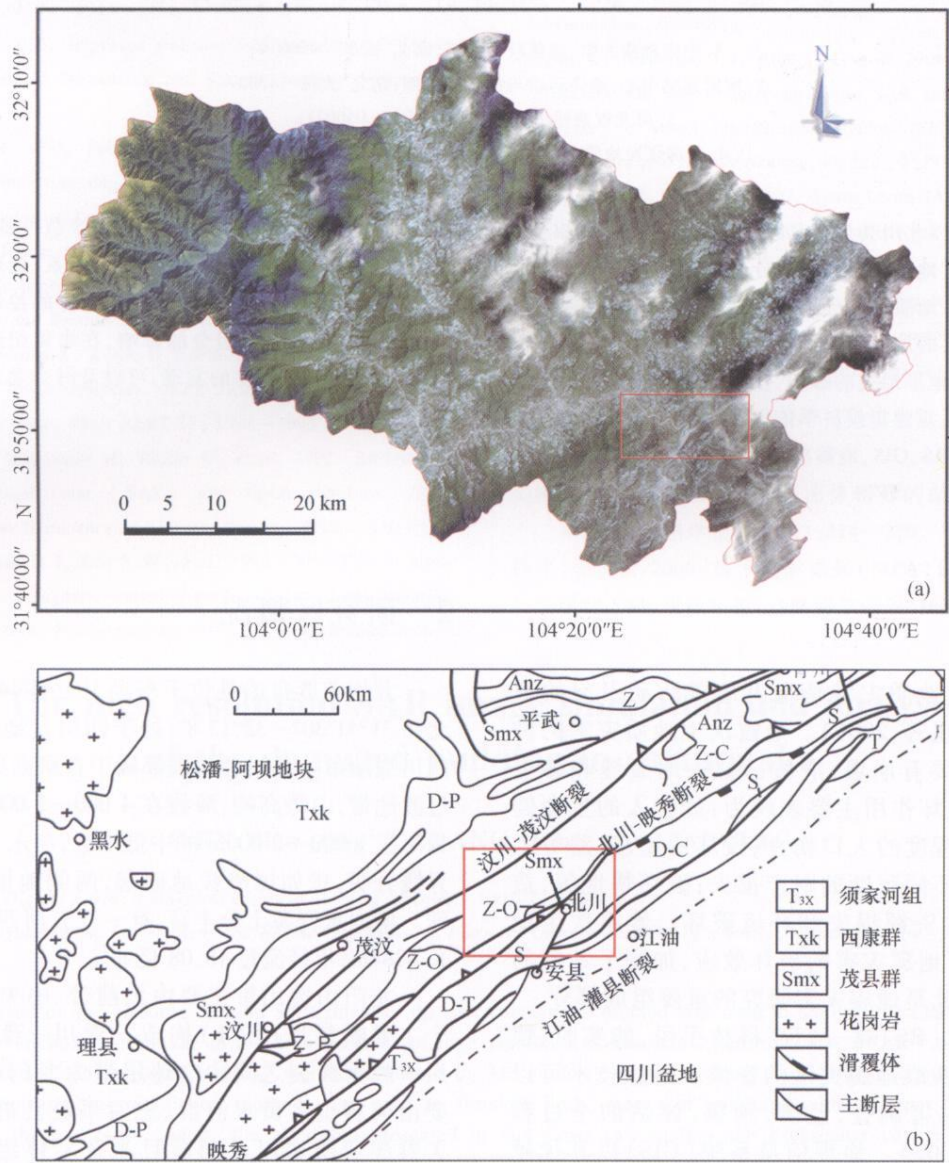 N
32°10′0″
32°0′0″
31°50′00″
N
31°40′00″
0 5 10 20 km
(a)
104°0′0″E
104°20′0″E
104°40′0″E
0 60km
Anz
Z
Smx
S
平武
Smx
Anz
T
松潘-阿坝地块
Z-C
Txk
D-P
汶川-茂汶断裂
北川-映秀断裂
S
黑水
Smx
D-C
Z-O
北川
T3X 须家河组
茂汶
Z-O
S
江油
Txk 西康群
安县
江油-灌县断裂
Smx 茂县群
Smx
D-T
汶川
花岗岩
理县
Z-P
T3X
滑覆体
Txk
四川盆地
主断层
D-P
映秀
(b)